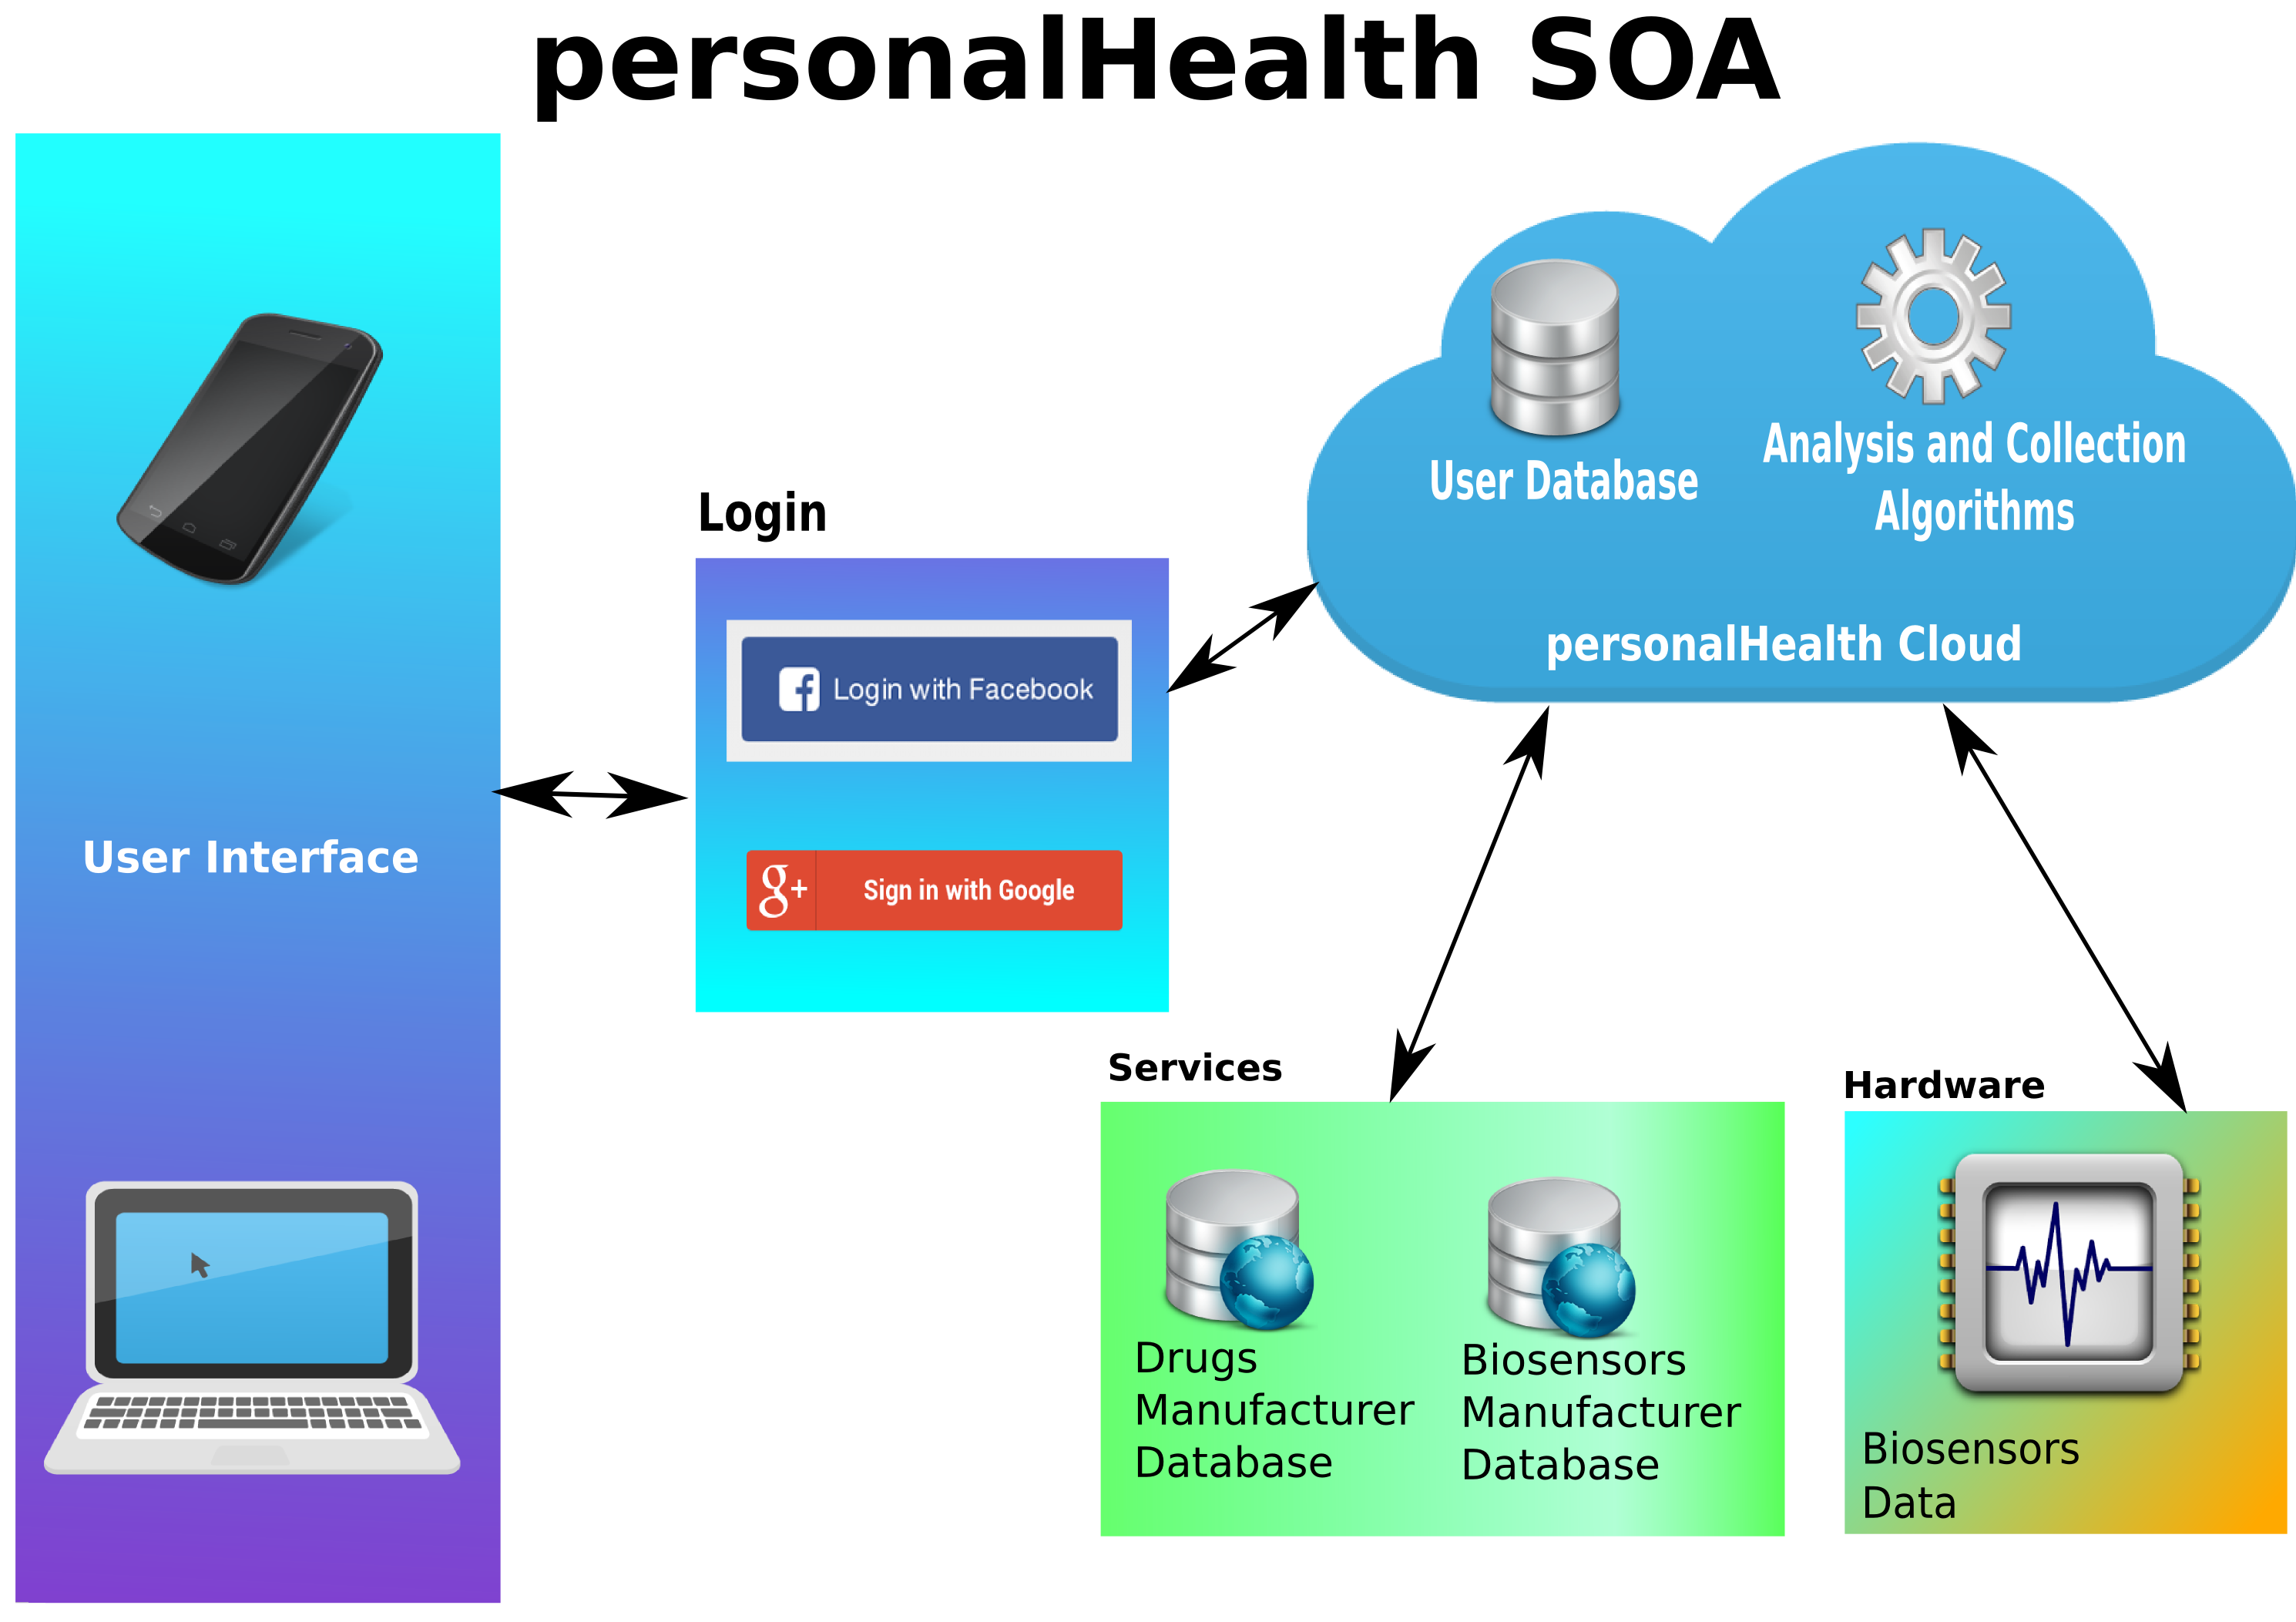 personalHealth SOA
User Interface
Login
Login with Facebook
g+ Sign in with Google
User Database
Analysis and Collection
Algorithms
personalHealth Cloud
Services
Drugs
Manufacturer
Database
Biosensors
Manufacturer
Database
Hardware
Biosensors
Data